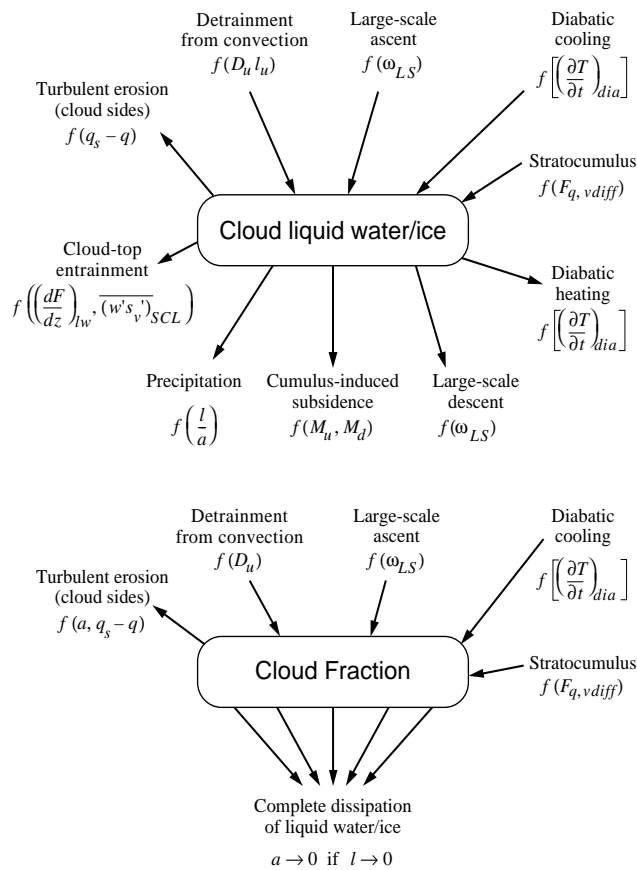 Detrainment
from convection
f(D_u l_u)
Large-scale
ascent
f(ω_LS)
Diabatic
cooling
f[(∂T/∂t)_dia]
Turbulent erosion
(cloud sides)
f(q_s – q)
Stratocumulus
f(F_q, vdiff)
Cloud liquid water/ice
Cloud-top
entrainment
f((dF/dz)_lw, \overline{(w's_v')}_SCL)
Diabatic
heating
f[(∂T/∂t)_dia]
Precipitation
f(l/a)
Cumulus-induced
subsidence
f(M_u, M_d)
Large-scale
descent
f(ω_LS)
Detrainment
from convection
f(D_u)
Large-scale
ascent
f(ω_LS)
Diabatic
cooling
f[(∂T/∂t)_dia]
Turbulent erosion
(cloud sides)
f(a, q_s – q)
Cloud Fraction
Stratocumulus
f(F_q, vdiff)
Complete dissipation
of liquid water/ice
a → 0 if l → 0